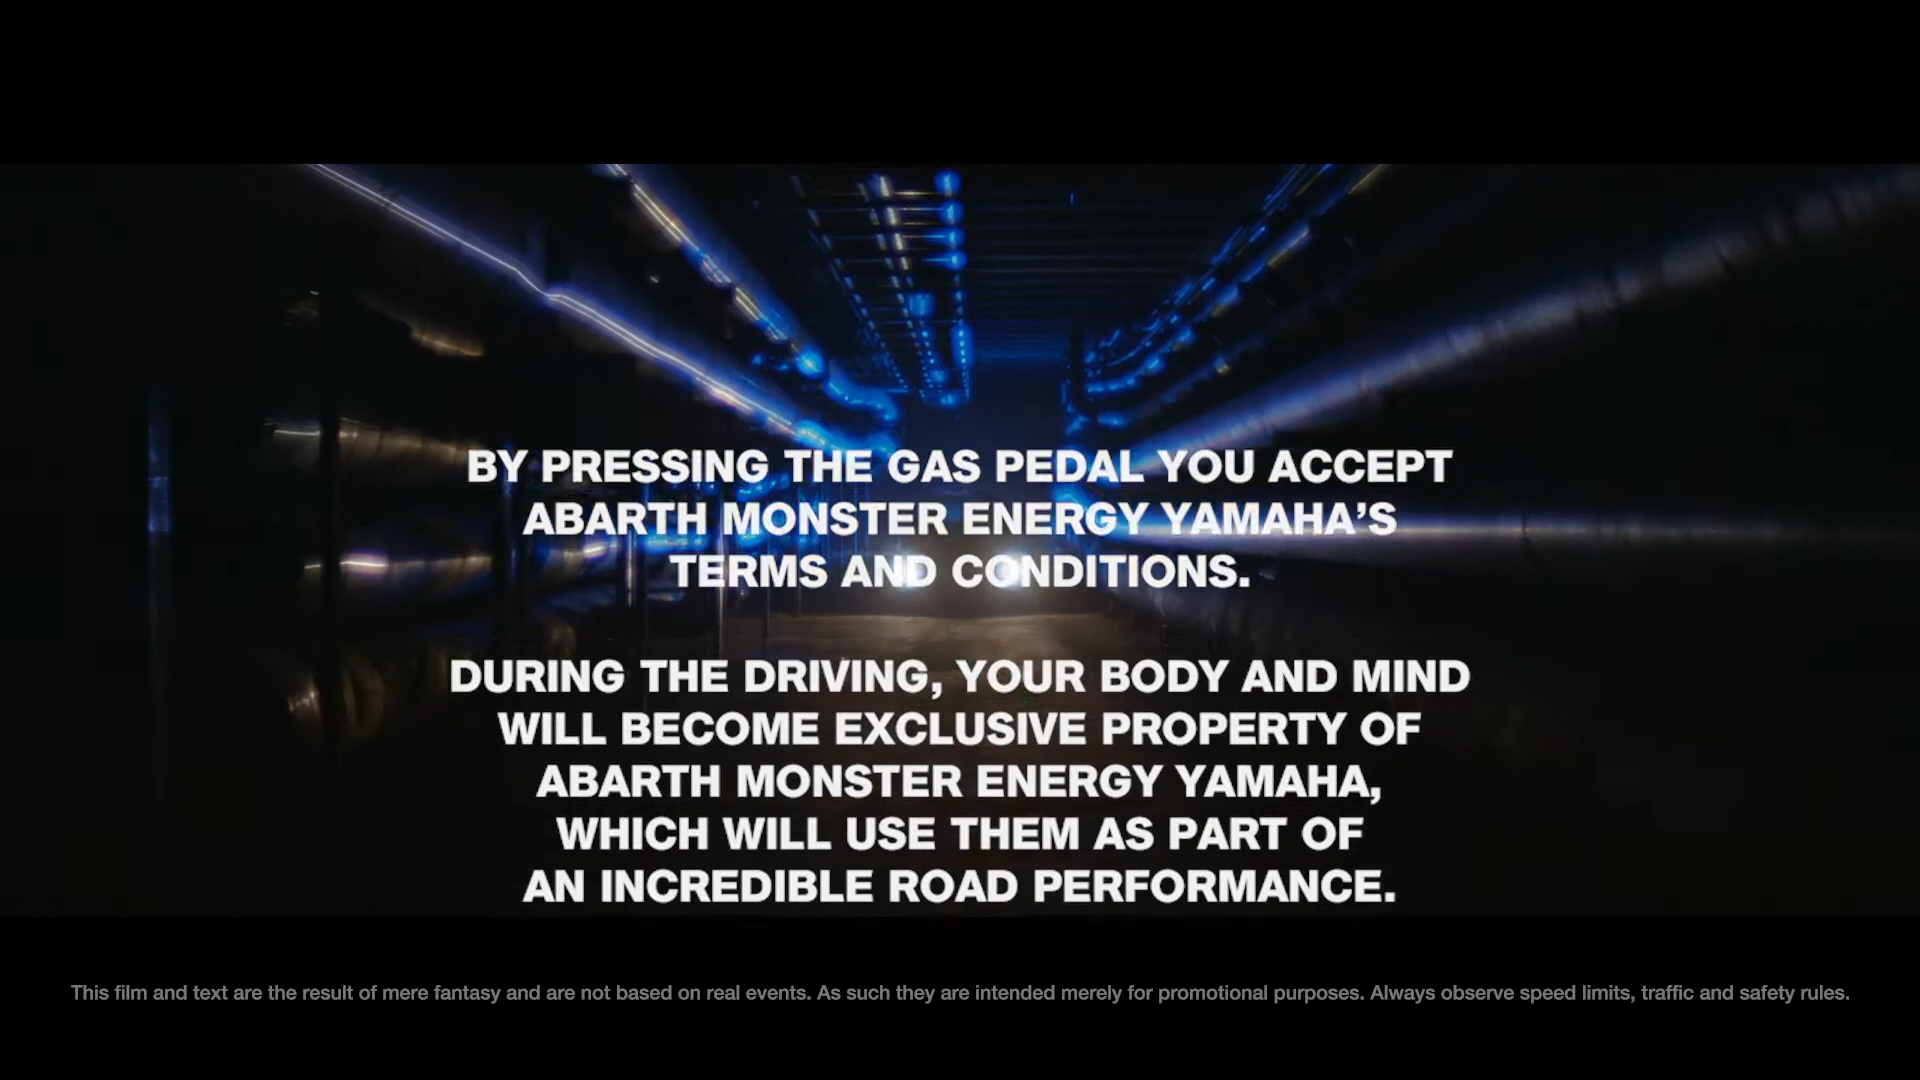 BY PRESSING THE GAS PEDAL YOU ACCEPT
ABARTH MONSTER ENERGY YAMAHA’S
TERMS AND CONDITIONS.
DURING THE DRIVING, YOUR BODY AND MIND
WILL BECOME EXCLUSIVE PROPERTY OF
ABARTH MONSTER ENERGY YAMAHA,
WHICH WILL USE THEM AS PART OF
AN INCREDIBLE ROAD PERFORMANCE.
This film and text are the result of mere fantasy and are not based on real events. As such they are intended merely for promotional purposes. Always observe speed limits, traffic and safety rules.